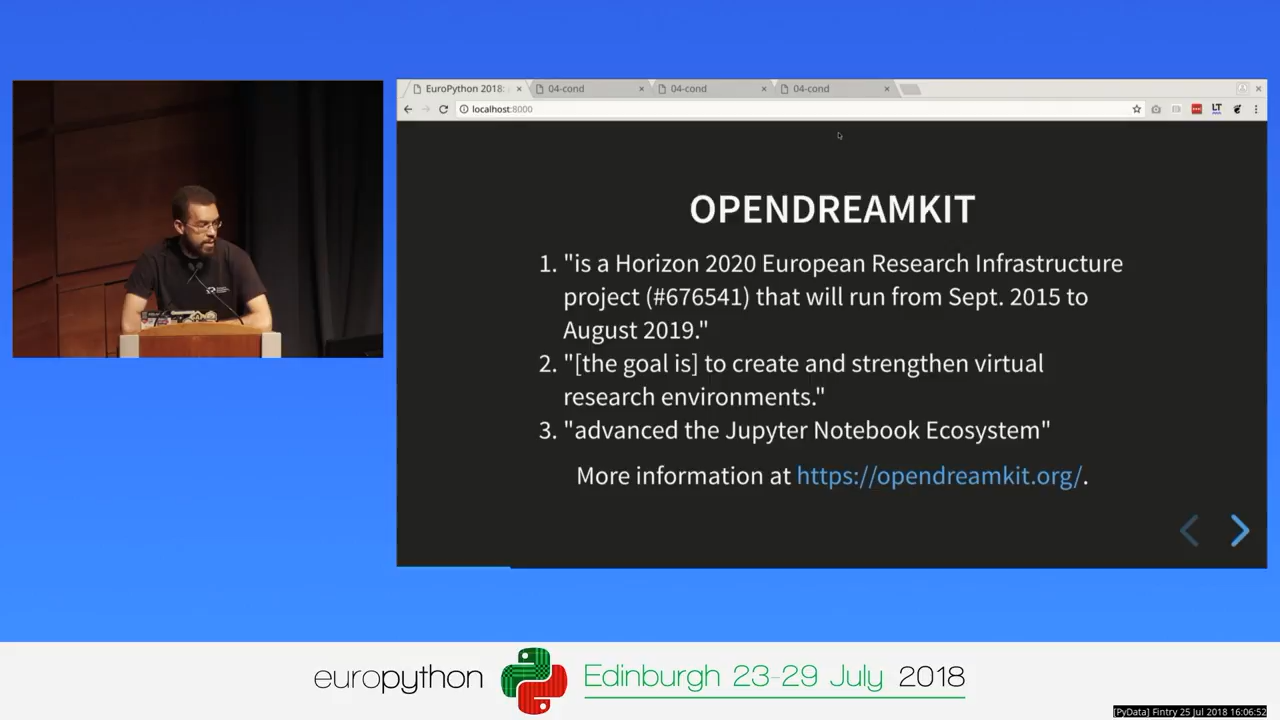 EuroPython 2018:
04-cond
04-cond
04-cond
localhost:8000
LT
OPENDREAMKIT
1. "is a Horizon 2020 European Research Infrastructure
project (#676541) that will run from Sept. 2015 to
August 2019."
2. "[the goal is] to create and strengthen virtual
research environments."
3. "advanced the Jupyter Notebook Ecosystem"
More information at https://opendreamkit.org/.
europython Edinburgh 23-29 July 2018
[PyData] Fintry 25 Jul 2018 16:06:52